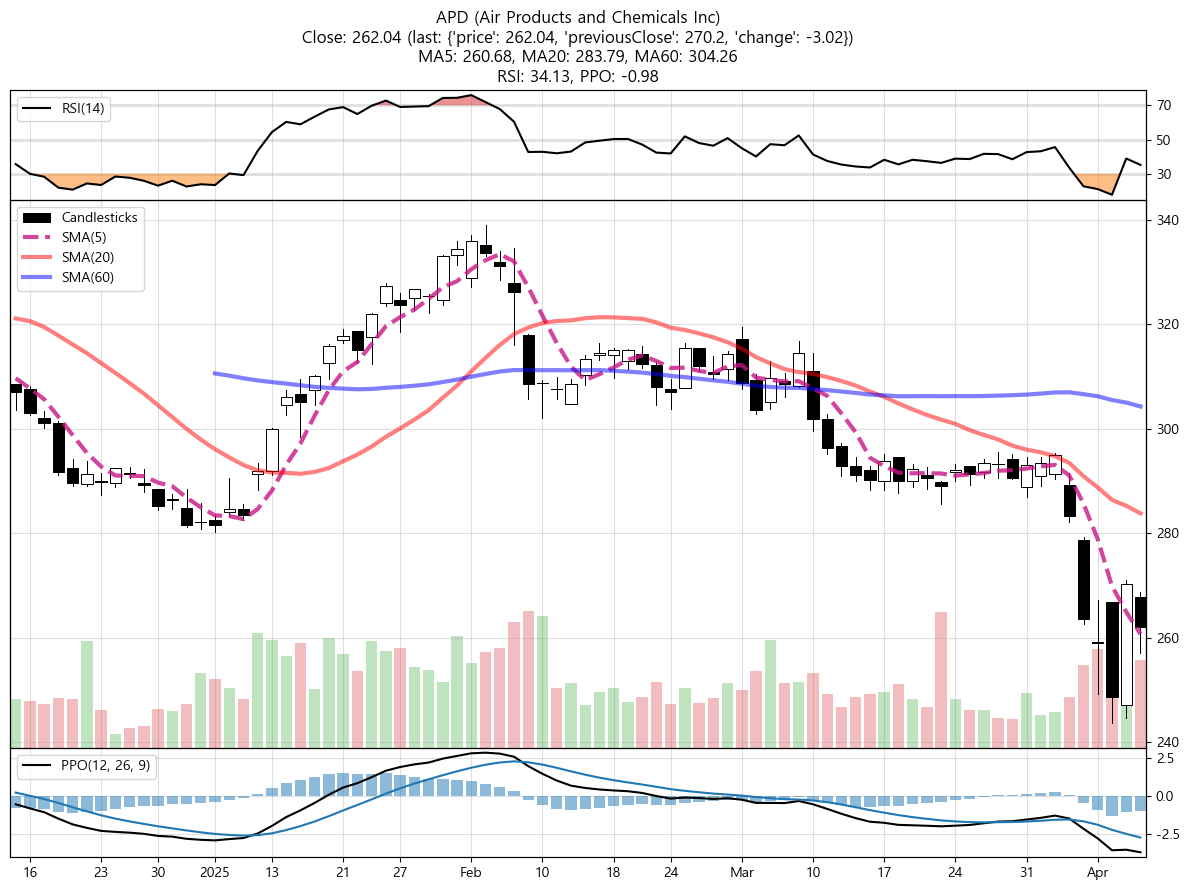 APD (Air Products and Chemicals Inc)
Close: 262.04 (last: {'price': 262.04, 'previousClose': 270.2, 'change': -3.02})
MA5: 260.68, MA20: 283.79, MA60: 304.26
RSI: 34.13, PPO: -0.98
RSI(14)
70
50
30
Candlesticks
SMA(5)
SMA(20)
SMA(60)
340
320
300
280
260
240
PPO(12, 26, 9)
2.5
0.0
-2.5
16 23 30 2025 13 21 27 Feb 10 18 24 Mar 10 17 24 31 Apr